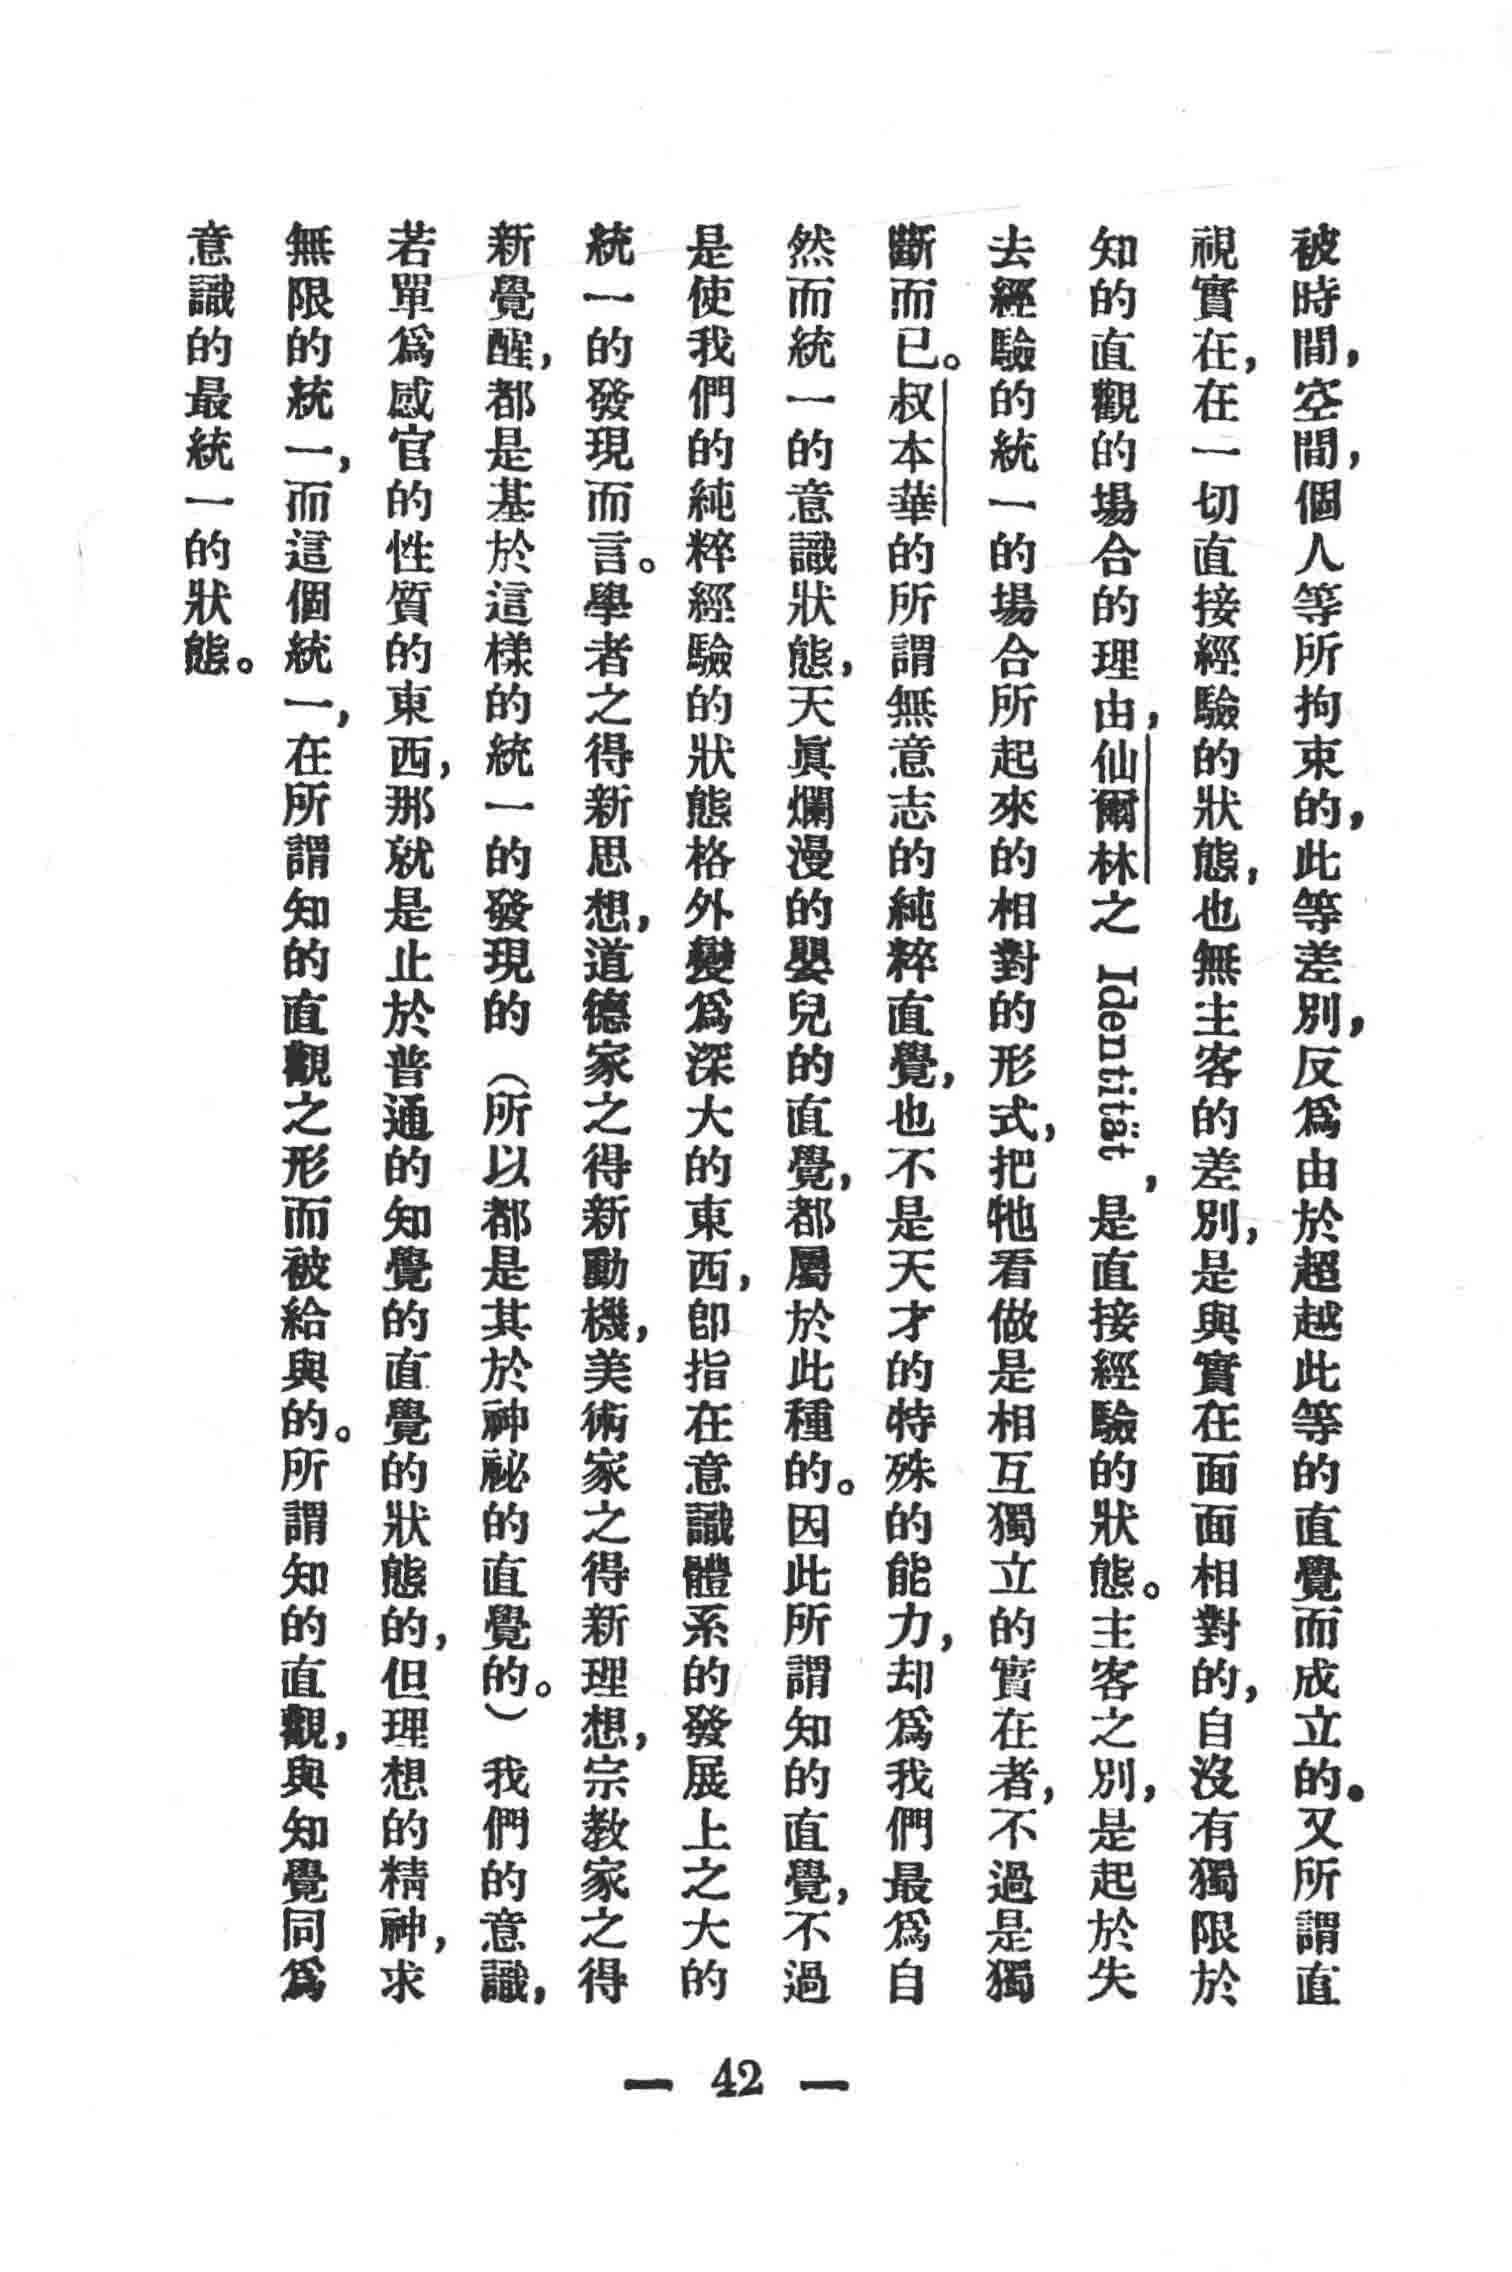 被時間，空間，個人等所拘束的，此等差別，反爲由於超越此等的直覺而成立的。又所謂直
視實在，在一切直接經驗的狀態，也無主客的差別，是與實在面面相對的，自沒有獨限於
知的直觀的場合的理由，仙爾林之 Identität，是直接經驗的狀態。主客之別，是起於失
去經驗的統一的場合所起來的相對的形式，把牠看做是相互獨立的實在者，不過是獨
斷而已。叔本華的所謂無意志的純粹直覺，也不是天才的特殊的能力，却爲我們最爲自
然而統一的意識狀態，天眞爛漫的嬰兒的直覺，都屬於此種的。因此所謂知的直覺，不過
是使我們的純粹經驗的狀態格外變爲深大的東西，卽指在意識體系的發展上之大的
統一的發現而言。學者之得新思想，道德家之得新動機，美術家之得新理想，宗教家之得
新覺醒，都是基於這樣的統一的發現的（所以都是其於神祕的直覺的。）我們的意識，
若單爲感官的性質的東西，那就是止於普通的知覺的直覺的狀態的，但理想的精神，求
無限的統一，而這個統一，在所謂知的直觀之形而被給與的。所謂知的直觀，與知覺同爲
意識的最統一的狀態。
— 42 —